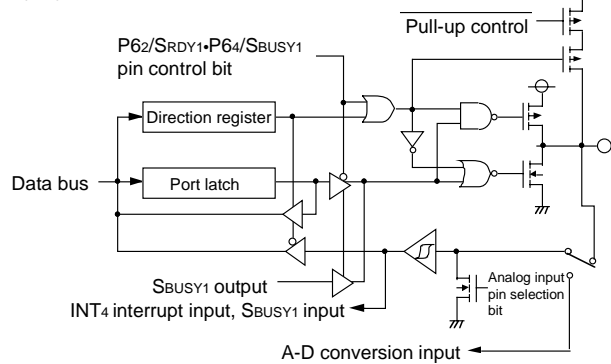 Pull-up control
P62/SRDY1•P64/SBUSY1
pin control bit
Direction register
Data bus
Port latch
SBUSY1 output
INT4 interrupt input, SBUSY1 input
Analog input
pin selection
bit
A-D conversion input